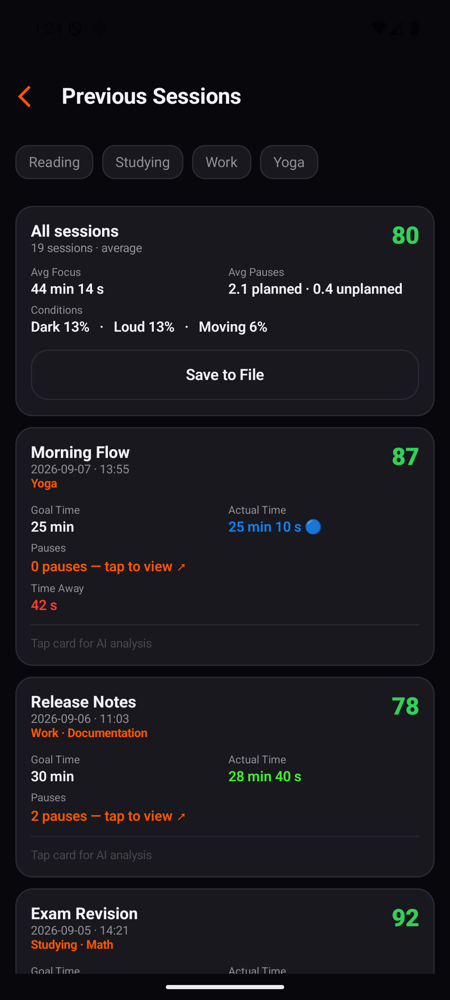 1:24
Previous Sessions
Reading
Studying
Work
Yoga
All sessions
80
19 sessions · average
Avg Focus
Avg Pauses
44 min 14 s
2.1 planned · 0.4 unplanned
Conditions
Dark 13% · Loud 13% · Moving 6%
Save to File
Morning Flow
87
2026-09-07 · 13:55
Yoga
Goal Time
Actual Time
25 min
25 min 10 s
Pauses
0 pauses — tap to view ↗
Time Away
42 s
Tap card for AI analysis
Release Notes
78
2026-09-06 · 11:03
Work · Documentation
Goal Time
Actual Time
30 min
28 min 40 s
Pauses
2 pauses — tap to view ↗
Tap card for AI analysis
Exam Revision
92
2026-09-05 · 14:21
Studying · Math
Goal Time
Actual Time